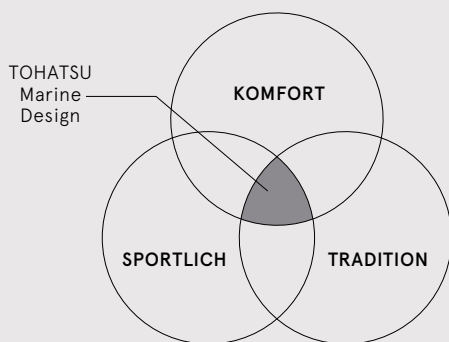 TOHATSU
Marine
Design
KOMFORT
SPORTLICH
TRADITION